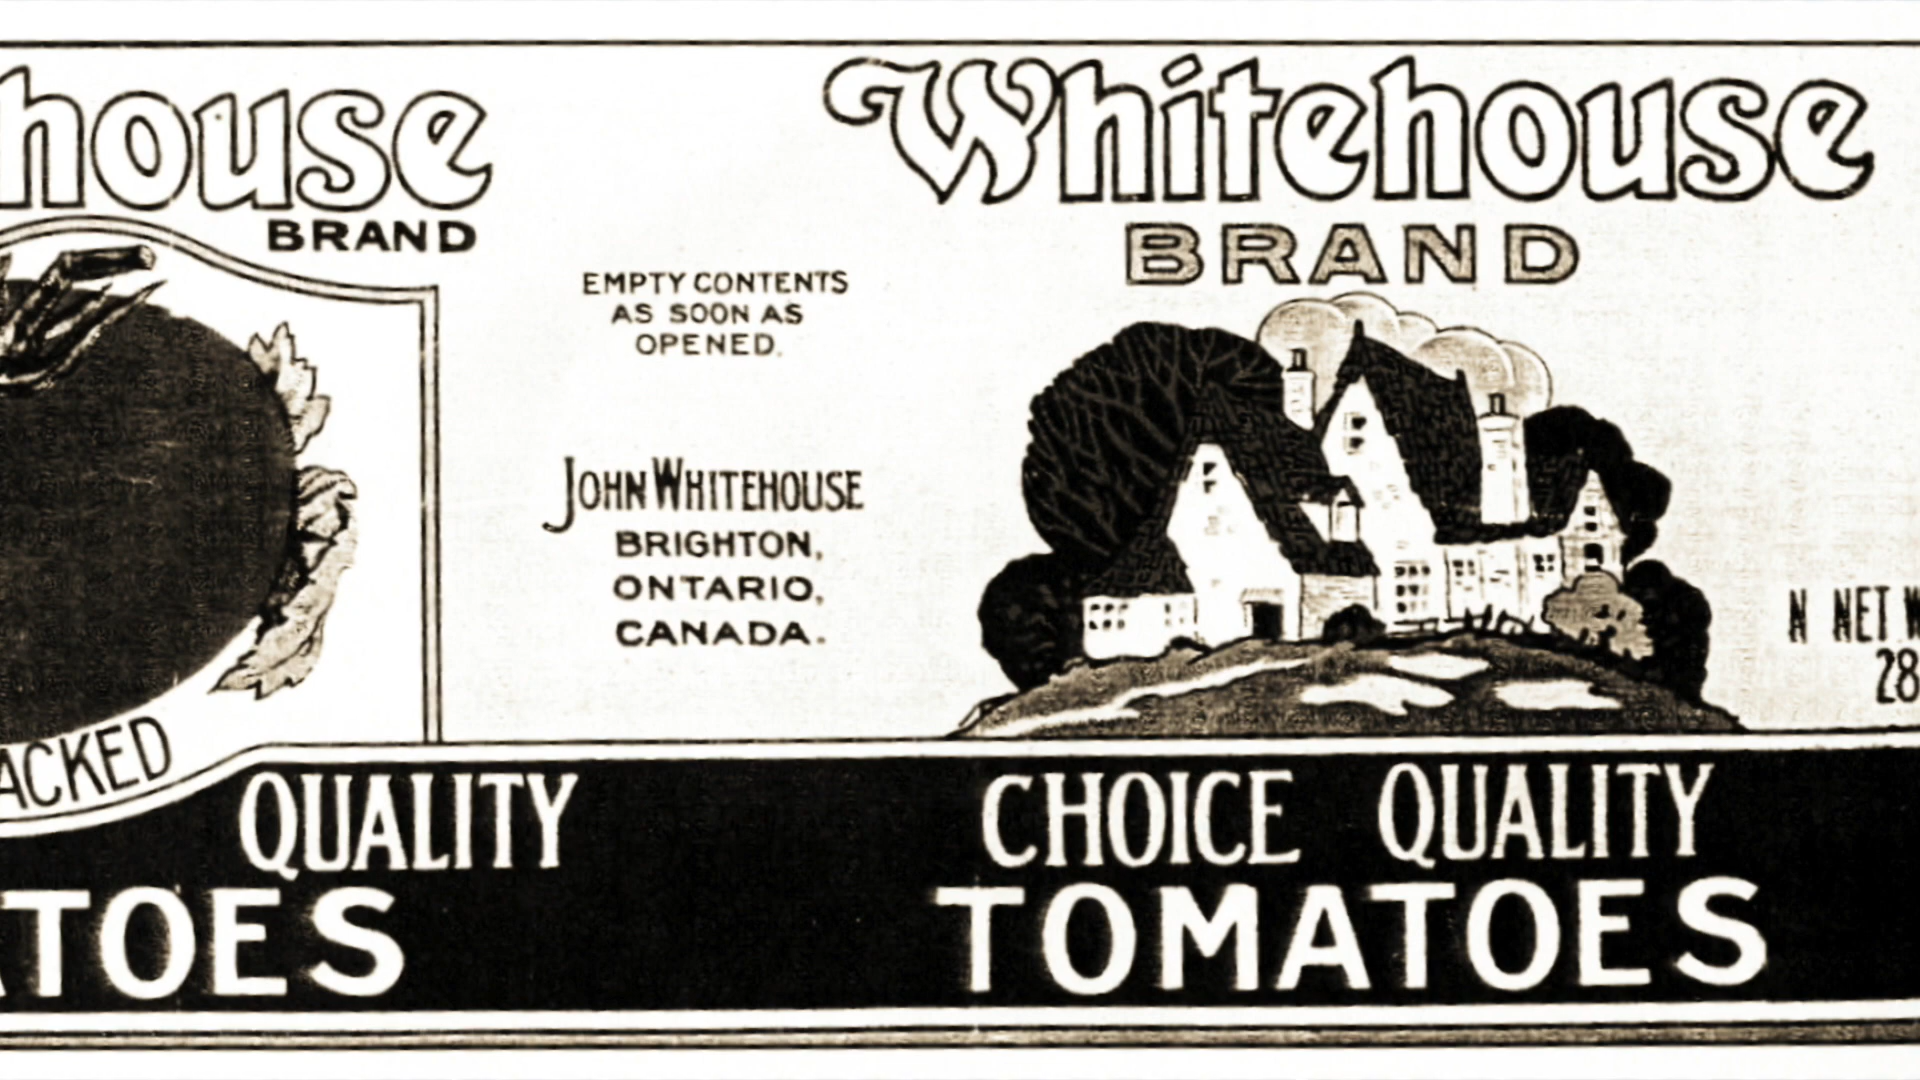 house
BRAND
ACKED
QUALITY
TOES
EMPTY CONTENTS
AS SOON AS
OPENED.
JOHN WHITEHOUSE
BRIGHTON,
ONTARIO,
CANADA.
Whitehouse
BRAND
N NET W
28
CHOICE QUALITY
TOMATOES